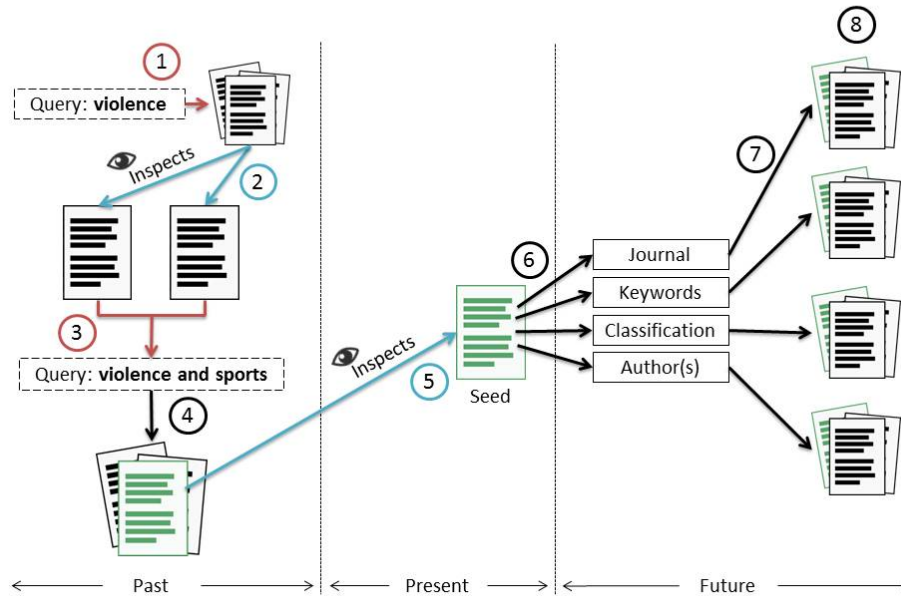 1
8
Query: violence
Inspects
2
7
6
Journal
Keywords
3
Classification
Query: violence and sports
Inspects
5
Author(s)
Seed
4
Past
Present
Future